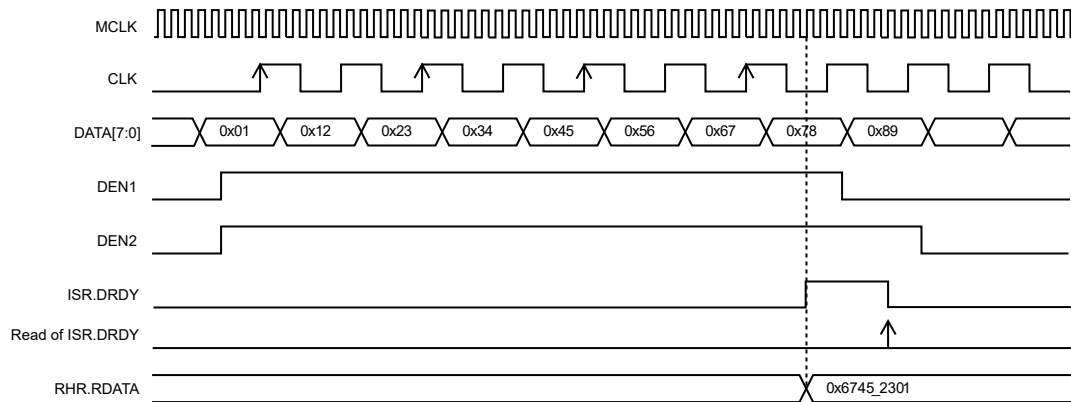 MCLK
CLK
DATA[7:0] 0x01 0x12 0x23 0x34 0x45 0x56 0x67 0x78 0x89
DEN1
DEN2
ISR.DRDY
Read of ISR.DRDY
RHR.RDATA 0x6745_2301